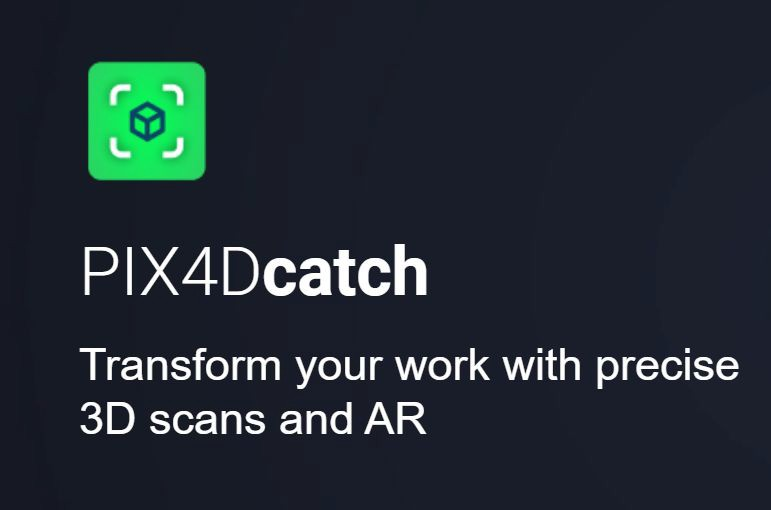 PIX4Dcatch
Transform your work with precise
3D scans and AR